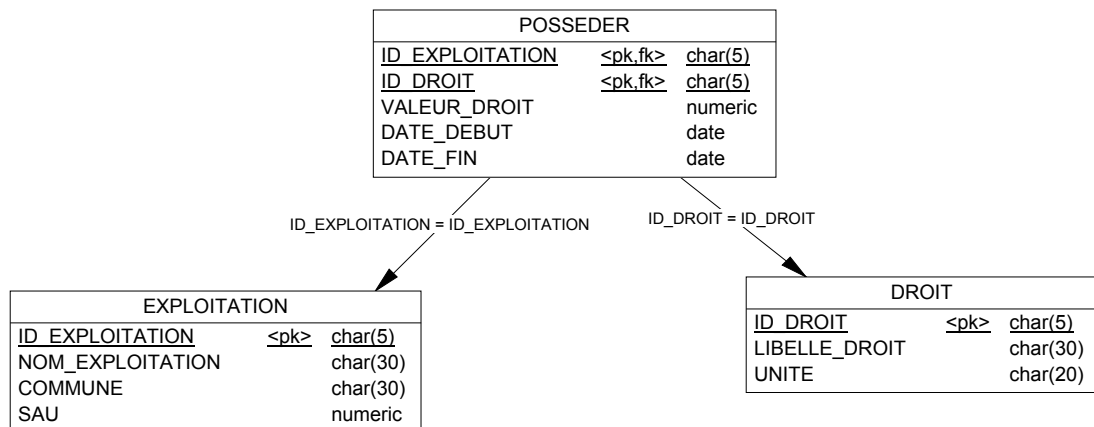 POSSEDER
ID_EXPLOITATION <pk,fk> char(5)
ID_DROIT <pk,fk> char(5)
VALEUR_DROIT numeric
DATE_DEBUT date
DATE_FIN date
ID_EXPLOITATION = ID_EXPLOITATION
ID_DROIT = ID_DROIT
EXPLOITATION
ID_EXPLOITATION <pk> char(5)
NOM_EXPLOITATION char(30)
COMMUNE char(30)
SAU numeric
DROIT
ID_DROIT <pk> char(5)
LIBELLE_DROIT char(30)
UNITE char(20)